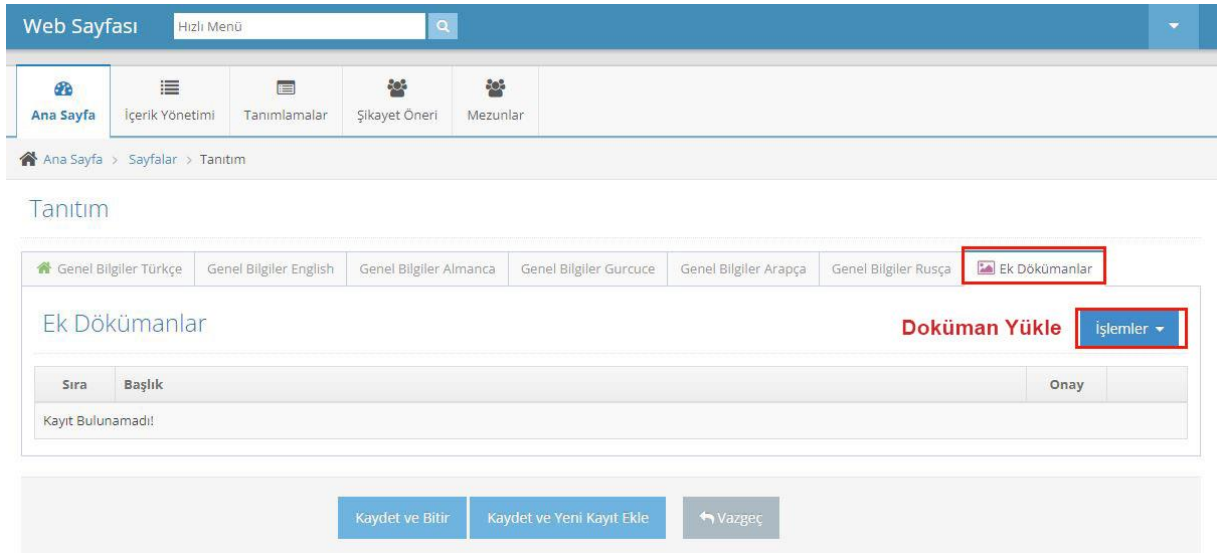 Web Sayfası Hızlı Menü
Ana Sayfa İçerik Yönetimi Tanımlamalar Şikayet Öneri Mezunlar
Ana Sayfa > Sayfalar > Tanıtım
Tanıtım
Genel Bilgiler Türkçe Genel Bilgiler English Genel Bilgiler Almanca Genel Bilgiler Gurcuce Genel Bilgiler Arapça Genel Bilgiler Rusça Ek Dökümanlar
Ek Dökümanlar Doküman Yükle İşlemler
Sıra Başlık Onay
Kayıt Bulunamadı!
Kaydet ve Bitir Kaydet ve Yeni Kayıt Ekle Vazgeç